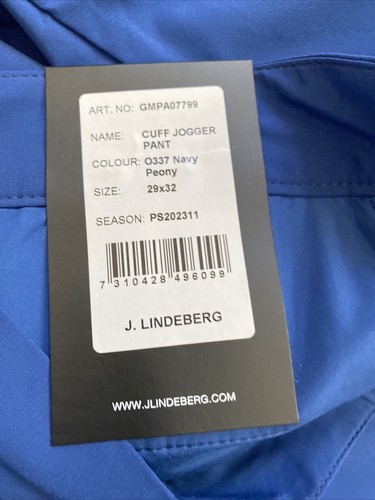 ART. NO: GMPA07799
NAME: CUFF JOGGER
PANT
COLOUR: O337 Navy
Peony
SIZE: 29x32
SEASON: PS202311
7 310428 496099
J. LINDEBERG
WWW.JLINDEBERG.COM